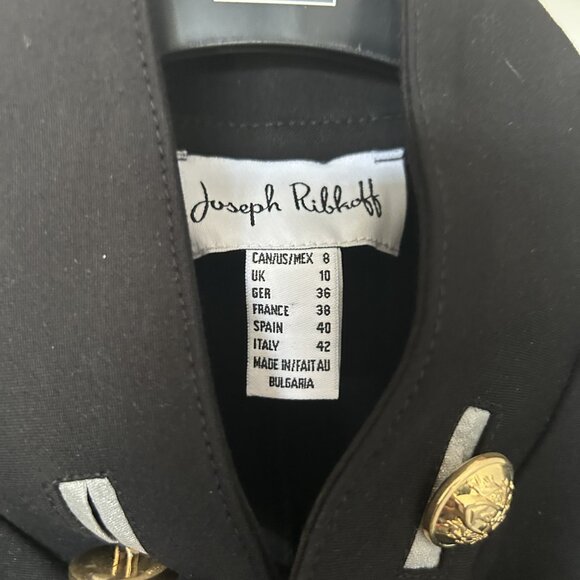 Joseph Ribkoff
CAN/US/MEX 8
UK 10
GER 36
FRANCE 38
SPAIN 40
ITALY 42
MADE IN/FAIT AU
BULGARIA